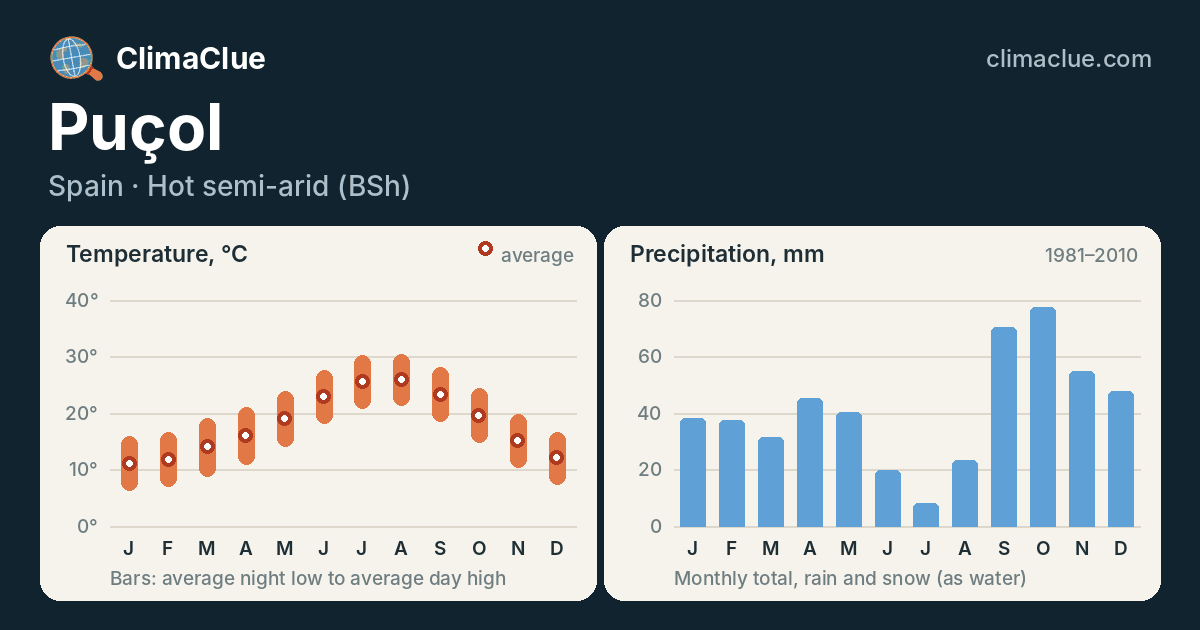 ClimaClue
climaclue.com
Puçol
Spain · Hot semi-arid (BSh)
Temperature, °C
average
40°
30°
20°
10°
0°
J F M A M J J A S O N D
Bars: average night low to average day high
Precipitation, mm
1981–2010
80
60
40
20
0
J F M A M J J A S O N D
Monthly total, rain and snow (as water)